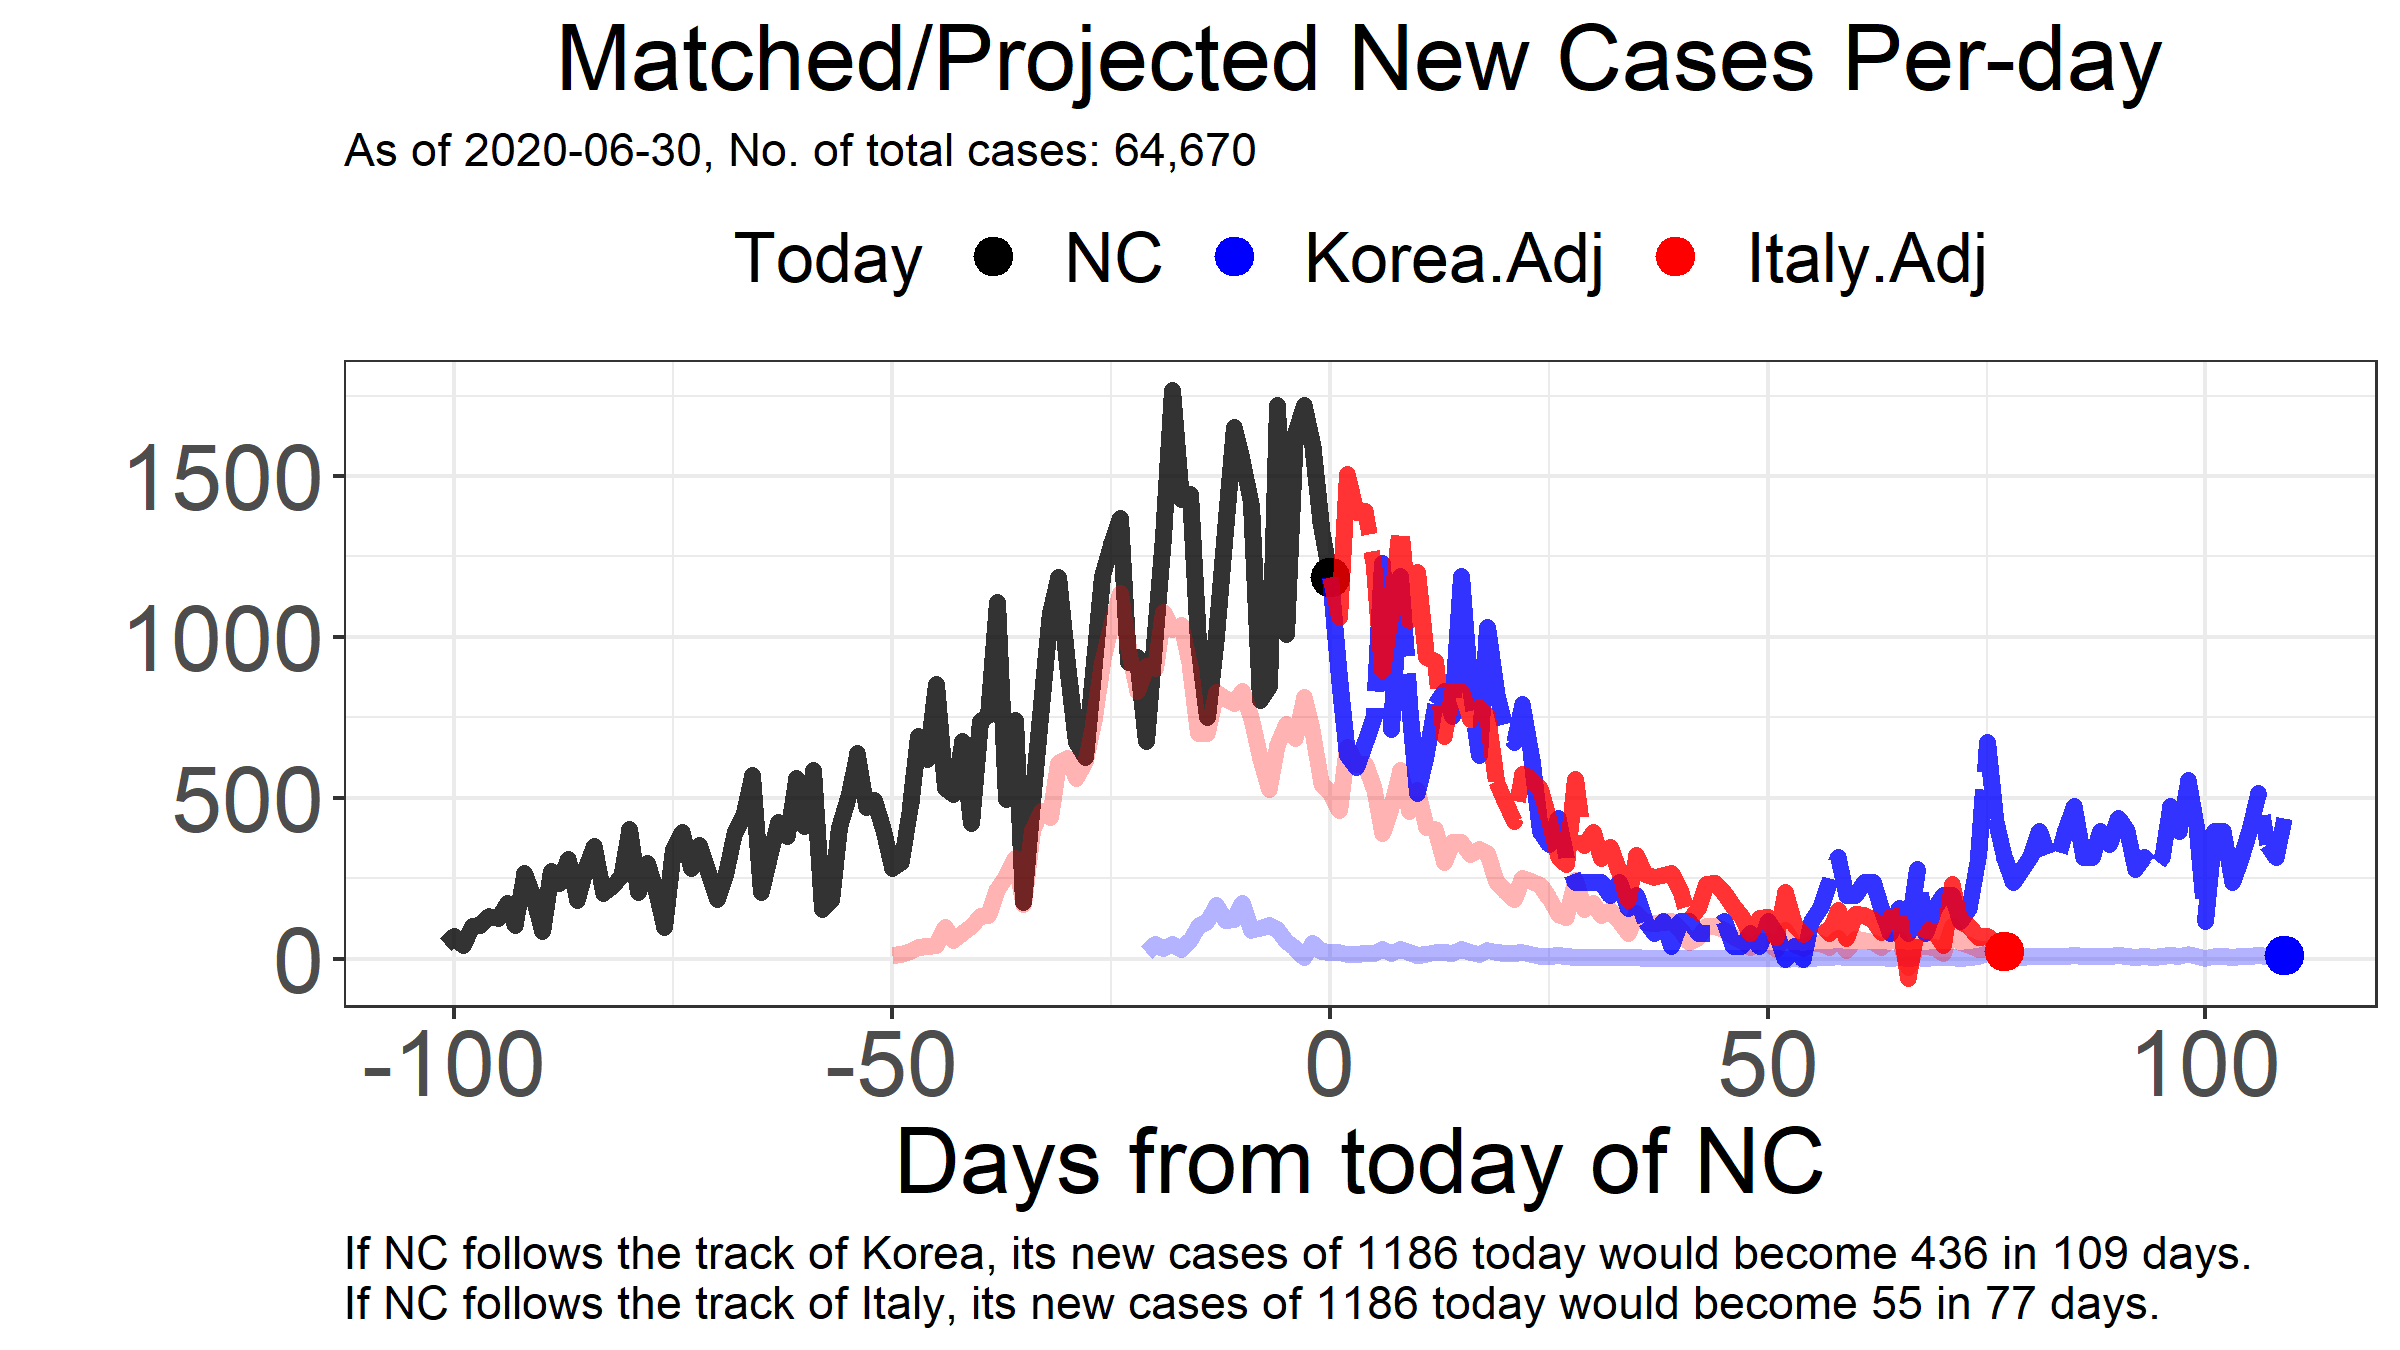 Matched/Projected New Cases Per-day
As of 2020-06-30, No. of total cases: 64,670
Today NC Korea.Adj Italy.Adj
1500
1000
500
0
-100 -50 0 50 100
Days from today of NC
If NC follows the track of Korea, its new cases of 1186 today would become 436 in 109 days.
If NC follows the track of Italy, its new cases of 1186 today would become 55 in 77 days.